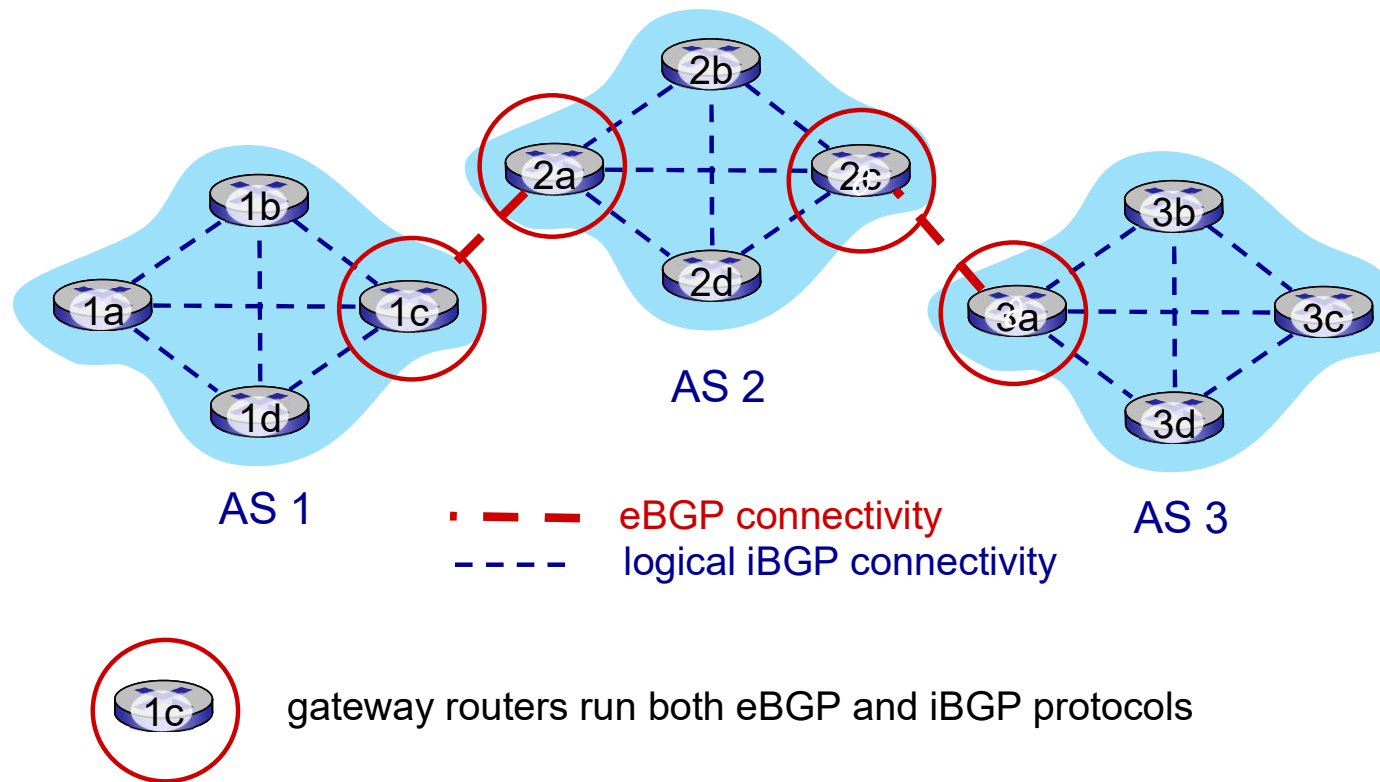 2b
2a
2c
2d
1b
1a
1c
1d
3b
3a
3c
3d
AS 2
AS 1
AS 3
eBGP connectivity
logical iBGP connectivity
1c
gateway routers run both eBGP and iBGP protocols